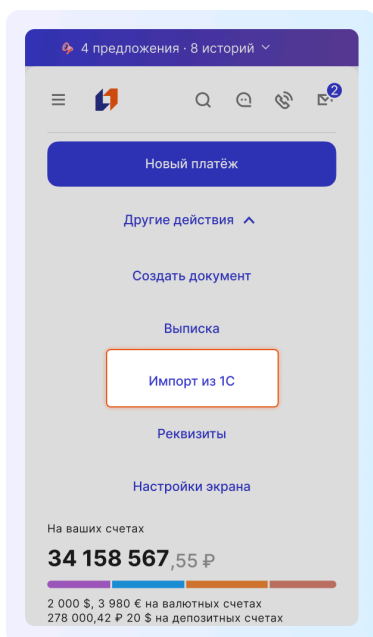 4 предложения · 8 историй
2
Новый платёж
Другие действия
Создать документ
Выписка
Импорт из 1С
Реквизиты
Настройки экрана
На ваших счетах
34 158 567,55 ₽
2 000 $, 3 980 € на валютных счетах
278 000,42 ₽ 20 $ на депозитных счетах